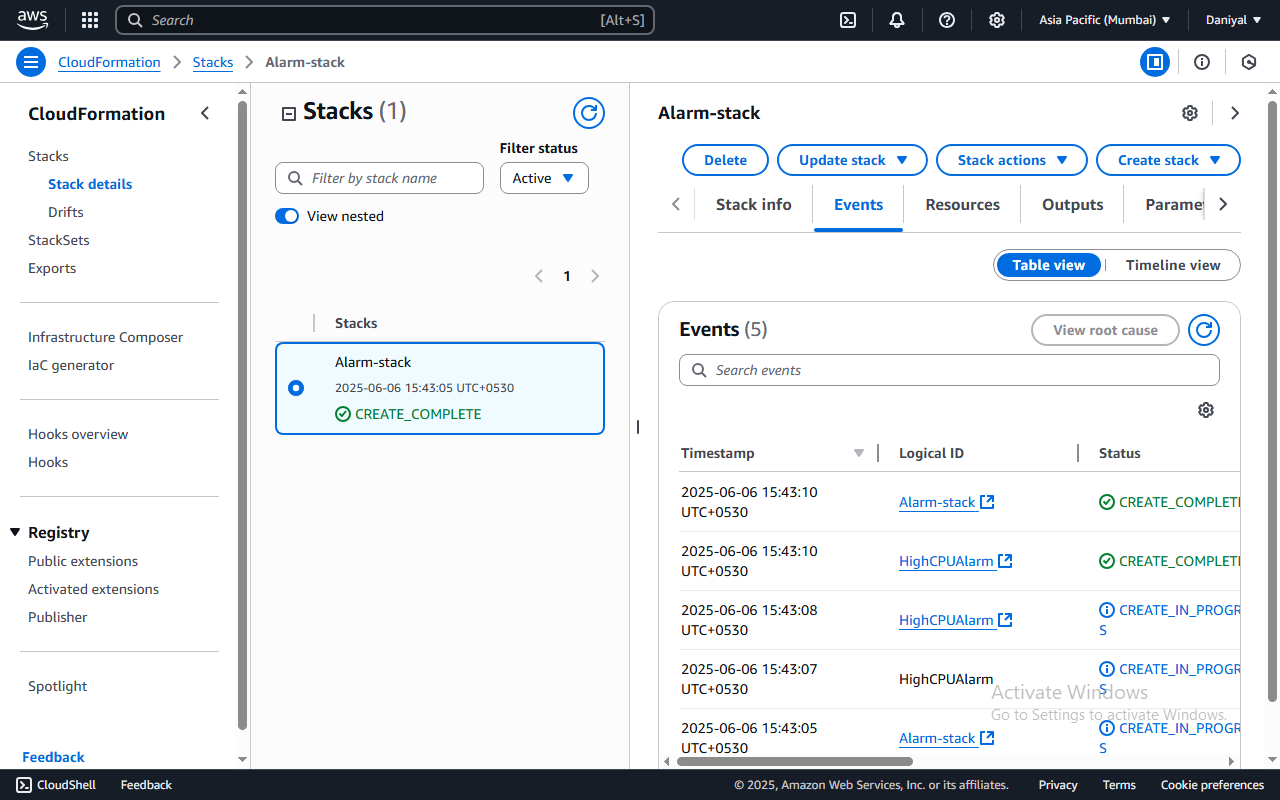 aws
Search
[Alt+S]
Asia Pacific (Mumbai)
Daniyal
CloudFormation
Stacks
Alarm-stack
CloudFormation
Stacks
Stack details
Drifts
StackSets
Exports
Infrastructure Composer
IaC generator
Hooks overview
Hooks
Registry
Public extensions
Activated extensions
Publisher
Spotlight
Feedback
Stacks (1)
Filter status
Filter by stack name
Active
View nested
1
Stacks
Alarm-stack
2025-06-06 15:43:05 UTC+0530
CREATE_COMPLETE
Alarm-stack
Delete
Update stack
Stack actions
Create stack
Stack info
Events
Resources
Outputs
Paramet
Table view
Timeline view
Events (5)
View root cause
Search events
Timestamp
Logical ID
Status
2025-06-06 15:43:10
UTC+0530
Alarm-stack
CREATE_COMPLETE
2025-06-06 15:43:10
UTC+0530
HighCPUAlarm
CREATE_COMPLETE
2025-06-06 15:43:08
UTC+0530
HighCPUAlarm
CREATE_IN_PROGR
S
2025-06-06 15:43:07
UTC+0530
HighCPUAlarm
CREATE_IN_PROGR
S
2025-06-06 15:43:05
UTC+0530
Alarm-stack
CREATE_IN_PROGR
S
Activate Windows
Go to Settings to activate Windows.
CloudShell
Feedback
© 2025, Amazon Web Services, Inc. or its affiliates.
Privacy
Terms
Cookie preferences